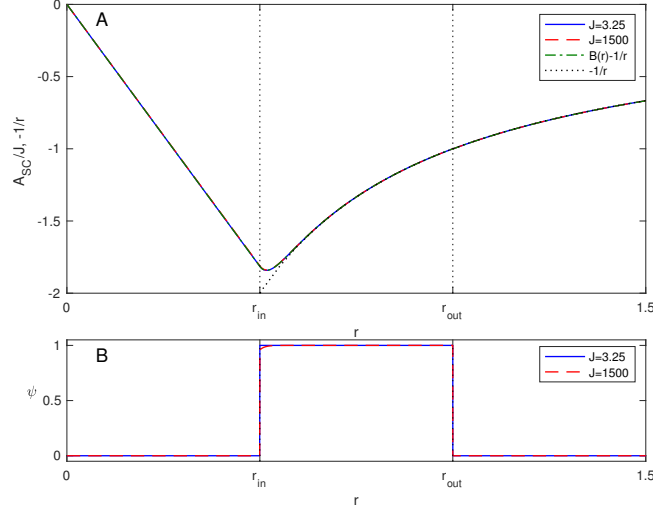 A
0
-0.5
-1
-1.5
-2
A_SC/J, -1/r
J=3.25
J=1500
B(r)-1/r
-1/r
0
r_in
r_out
1.5
r
B
1
0.5
0
ψ
J=3.25
J=1500
0
r_in
r_out
1.5
r